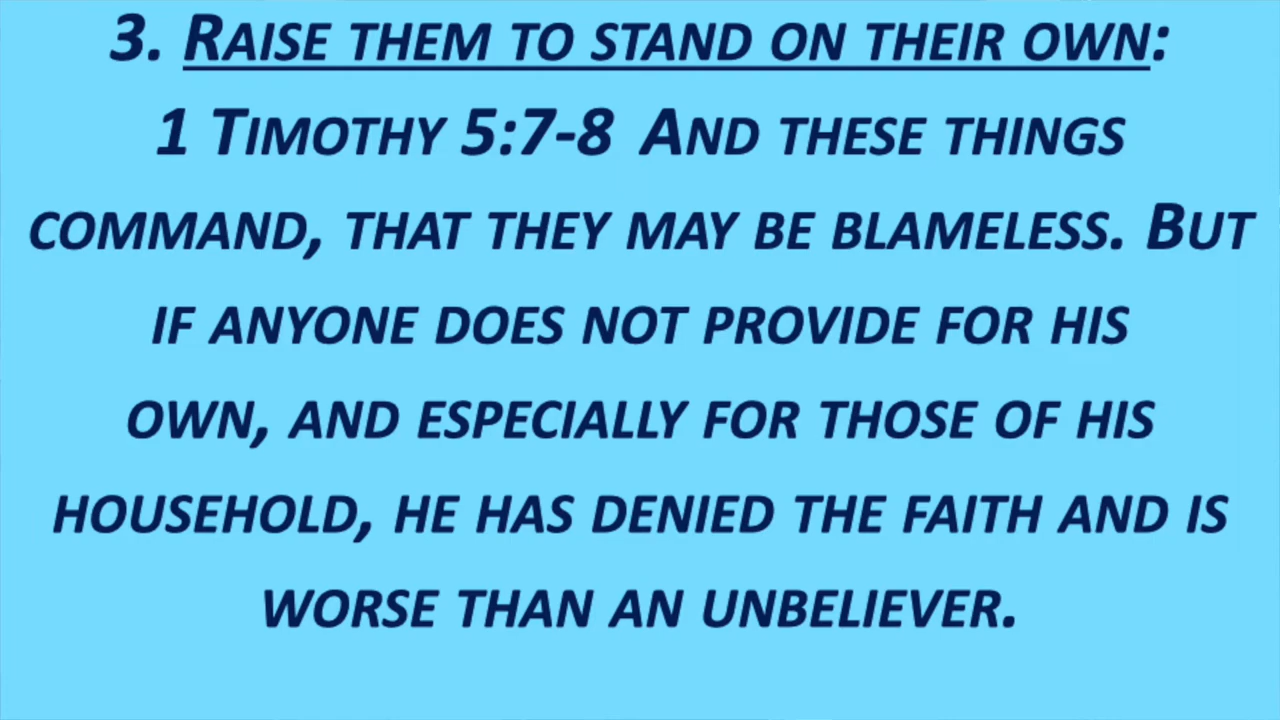 3. Raise them to stand on their own:
1 Timothy 5:7-8 And these things
command, that they may be blameless. But
if anyone does not provide for his
own, and especially for those of his
household, he has denied the faith and is
worse than an unbeliever.